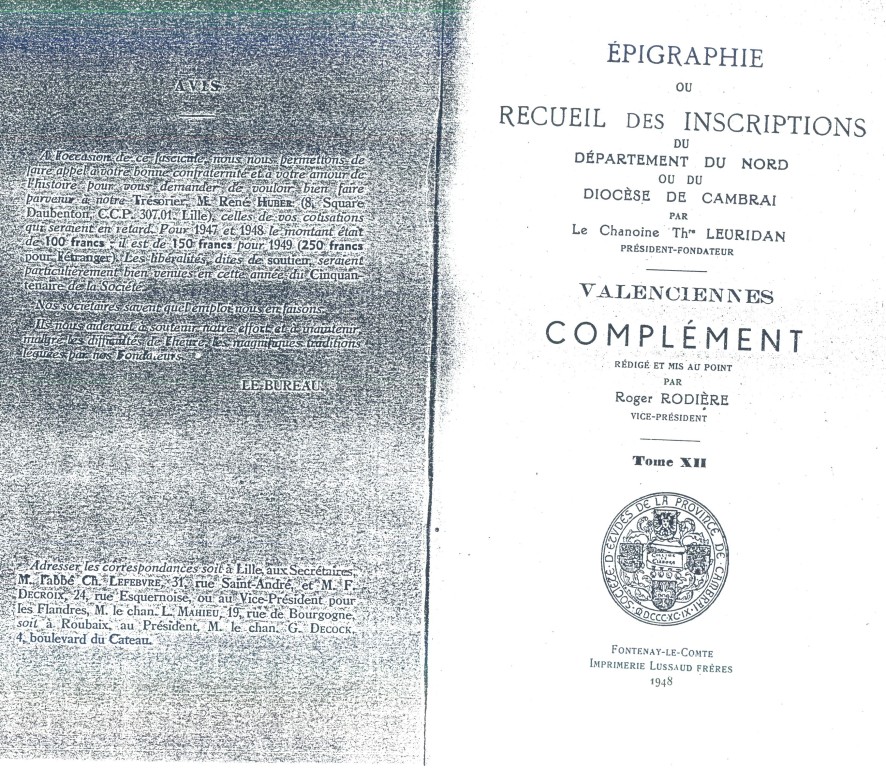 AVIS
A l'occasion de ce fascicule, nous nous permettons de
faire appel à votre bonne confraternité et à votre amour de
l'histoire pour vous demander de vouloir bien faire
parvenir à notre Trésorier, M. René HUBER (8, Square
Daubenton, C.C.P. 307.01, Lille), celles de vos cotisations
qui seraient en retard. Pour 1947 et 1948 le montant était
de 100 francs ; il est de 150 francs pour 1949 (250 francs
pour l'étranger). Les libéralités, dites de soutien, seraient
particulièrement bien venues en cette année du Cinquan-
tenaire de la Société.
Nos sociétaires savent quel emploi nous en faisons.
Ils nous aideront à soutenir notre effort et à maintenir,
malgré les difficultés de l'heure, les magnifiques traditions
léguées par nos Fondateurs.
LE BUREAU.
Adresser les correspondances soit à Lille, aux Secrétaires,
M. l'abbé Ch. LEFEBVRE, 31, rue Saint-André, et M. F.
DECROIX, 24, rue Esquernoise, ou au Vice-Président pour
les Flandres, M. le chan. L. MAHIEU, 19, rue de Bourgogne,
soit à Roubaix, au Président, M. le chan. G. DECOCK,
4, boulevard du Cateau.
ÉPIGRAPHIE
OU
RECUEIL DES INSCRIPTIONS
DU
DÉPARTEMENT DU NORD
OU DU
DIOCÈSE DE CAMBRAI
PAR
Le Chanoine Thre LEURIDAN
PRÉSIDENT-FONDATEUR
VALENCIENNES
COMPLÉMENT
RÉDIGÉ ET MIS AU POINT
PAR
Roger RODIÈRE
VICE-PRÉSIDENT
Tome XII
SOCIÉTÉ D'ÉTUDES DE LA PROVINCE DE CAMBRAI
FONTENAY-LE-COMTE
IMPRIMERIE LUSSAUD FRÈRES
1948